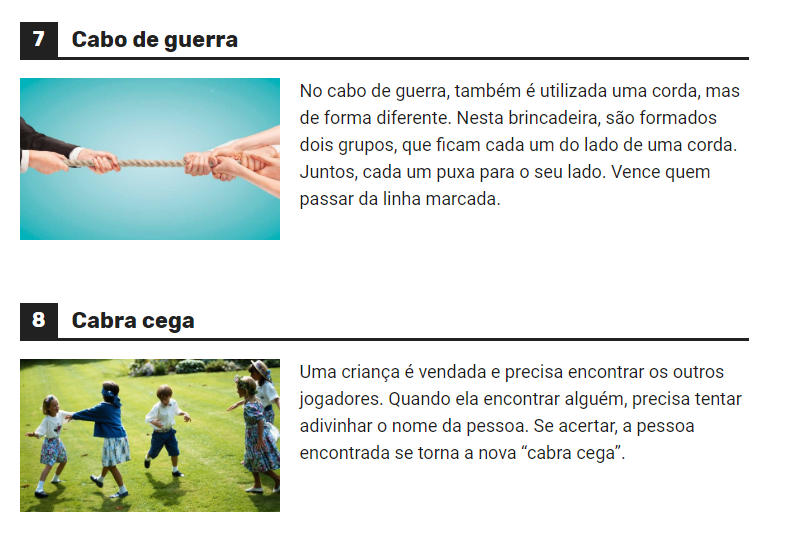 7 Cabo de guerra
No cabo de guerra, também é utilizada uma corda, mas
de forma diferente. Nesta brincadeira, são formados
dois grupos, que ficam cada um do lado de uma corda.
Juntos, cada um puxa para o seu lado. Vence quem
passar da linha marcada.
8 Cabra cega
Uma criança é vendada e precisa encontrar os outros
jogadores. Quando ela encontrar alguém, precisa tentar
adivinhar o nome da pessoa. Se acertar, a pessoa
encontrada se torna a nova “cabra cega”.